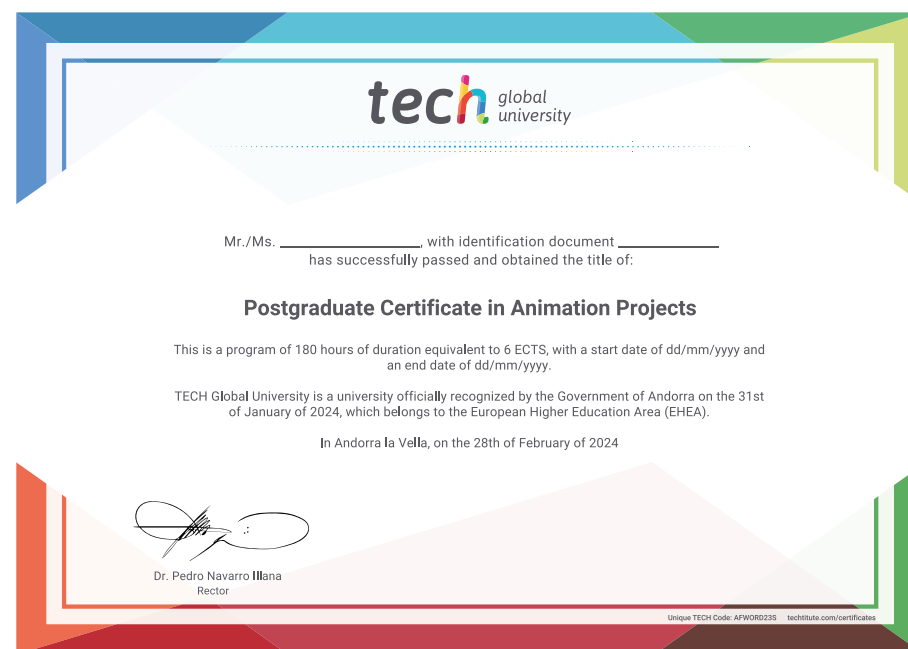 tech global university
Mr./Ms. ____________________, with identification document ______________
has successfully passed and obtained the title of:
Postgraduate Certificate in Animation Projects
This is a program of 180 hours of duration equivalent to 6 ECTS, with a start date of dd/mm/yyyy and
an end date of dd/mm/yyyy.
TECH Global University is a university officially recognized by the Government of Andorra on the 31st
of January of 2024, which belongs to the European Higher Education Area (EHEA).
In Andorra la Vella, on the 28th of February of 2024
Dr. Pedro Navarro Illana
Rector
Unique TECH Code: AFWORD23S techtitute.com/certificates